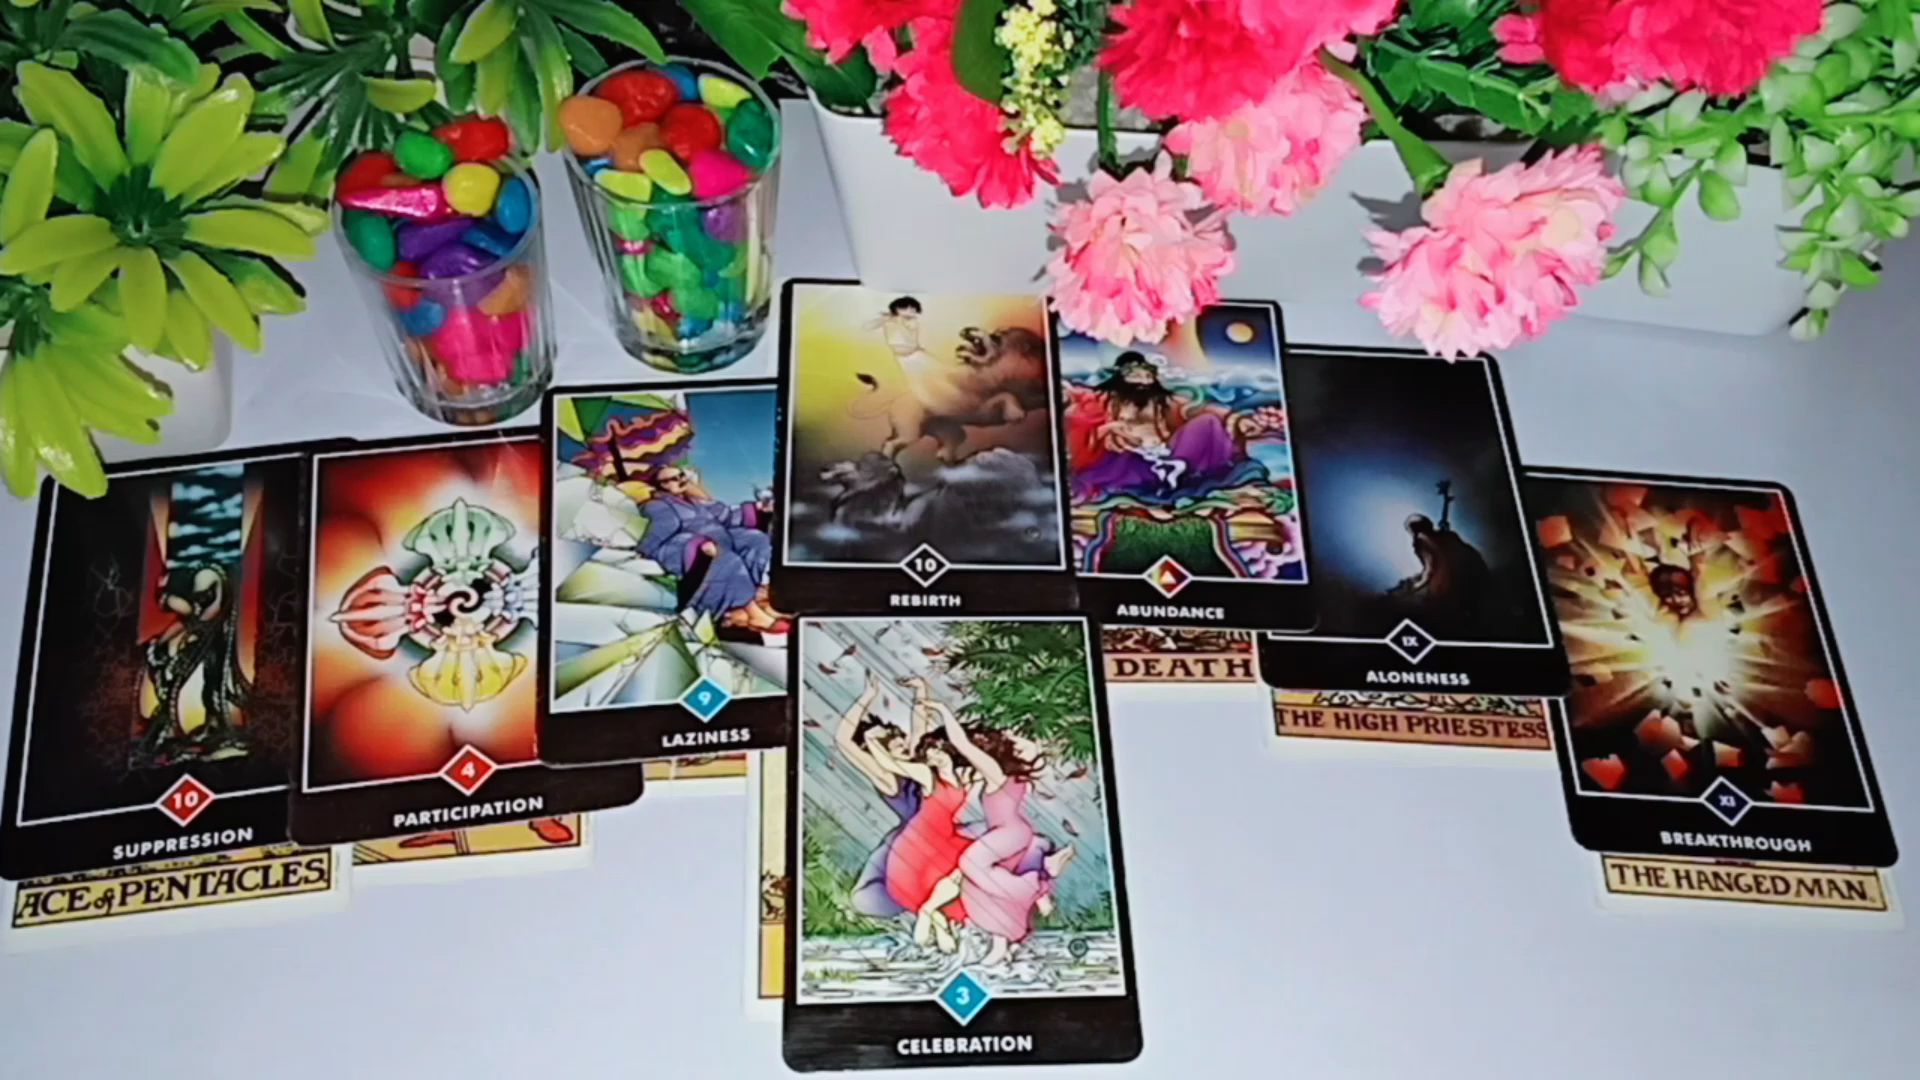 10
SUPPRESSION
ACE of PENTACLES.
4
PARTICIPATION
9
LAZINESS
10
REBIRTH
3
CELEBRATION
ABUNDANCE
DEATH
IX
ALONENESS
THE HIGH PRIESTESS
XI
BREAKTHROUGH
THE HANGED MAN.